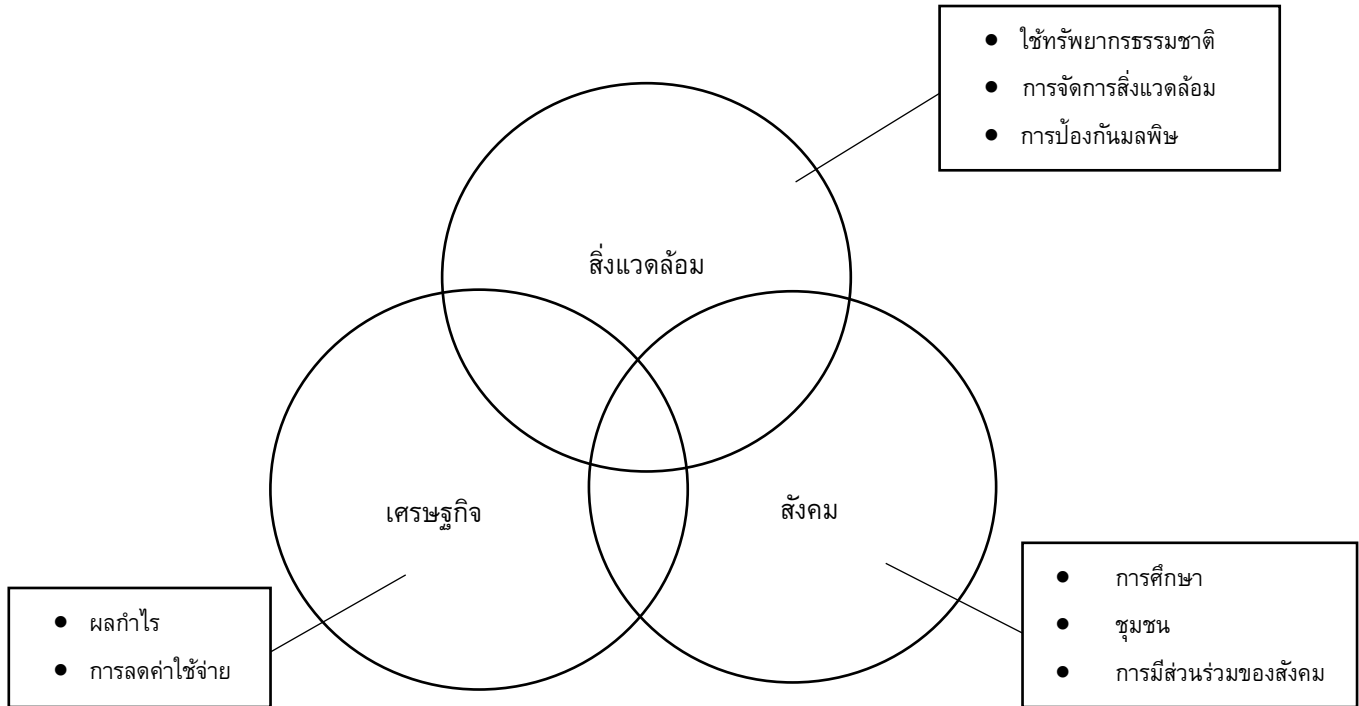 ใช้ทรัพยากรธรรมชาติ
การจัดการสิ่งแวดล้อม
การป้องกันมลพิษ
สิ่งแวดล้อม
เศรษฐกิจ
สังคม
ผลกำไร
การลดค่าใช้จ่าย
การศึกษา
ชุมชน
การมีส่วนร่วมของสังคม